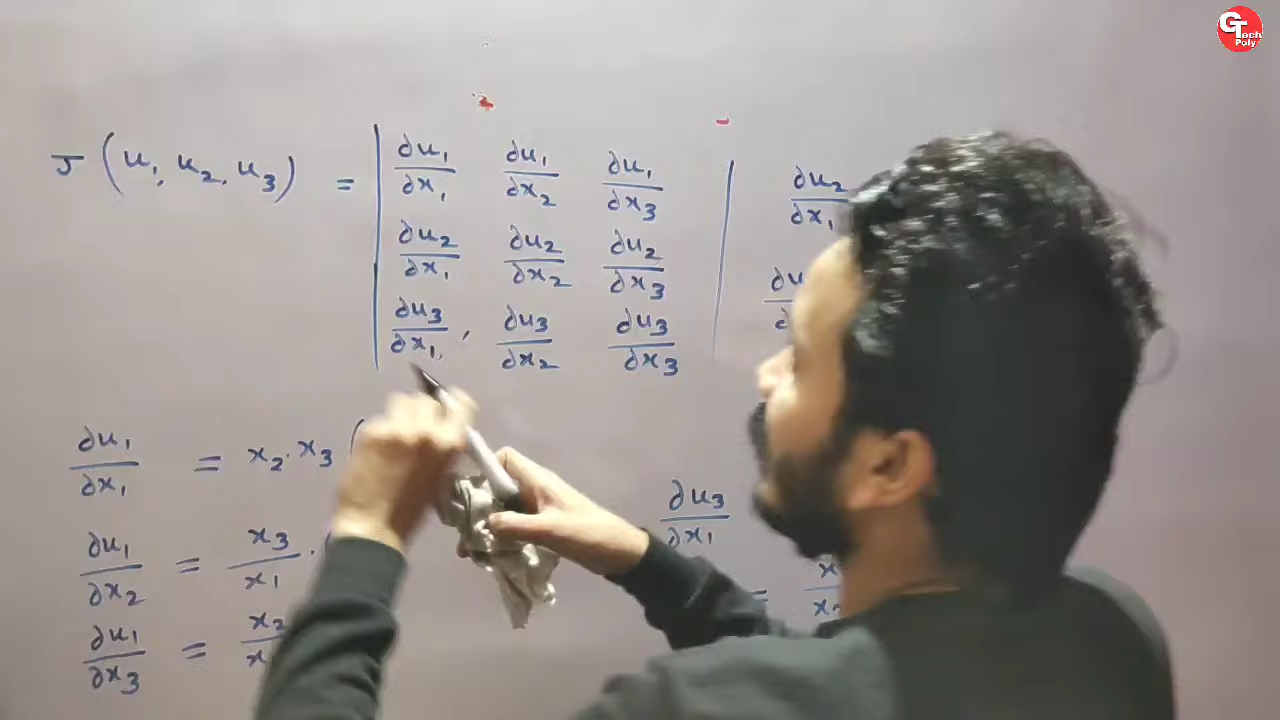 G Tech Poly
J (u₁, u₂, u₃) = | ∂u₁/∂x₁ ∂u₁/∂x₂ ∂u₁/∂x₃ |
∂u₂/∂x₁ ∂u₂/∂x₂ ∂u₂/∂x₃
∂u₃/∂x₁, ∂u₃/∂x₂ ∂u₃/∂x₃
∂u₂/∂x₁
∂u₁/∂x₁ = x₂ . x₃ (
∂u₁/∂x₂ = x₃/x₁ .
∂u₁/∂x₃ =
∂u₃/∂x₁
=